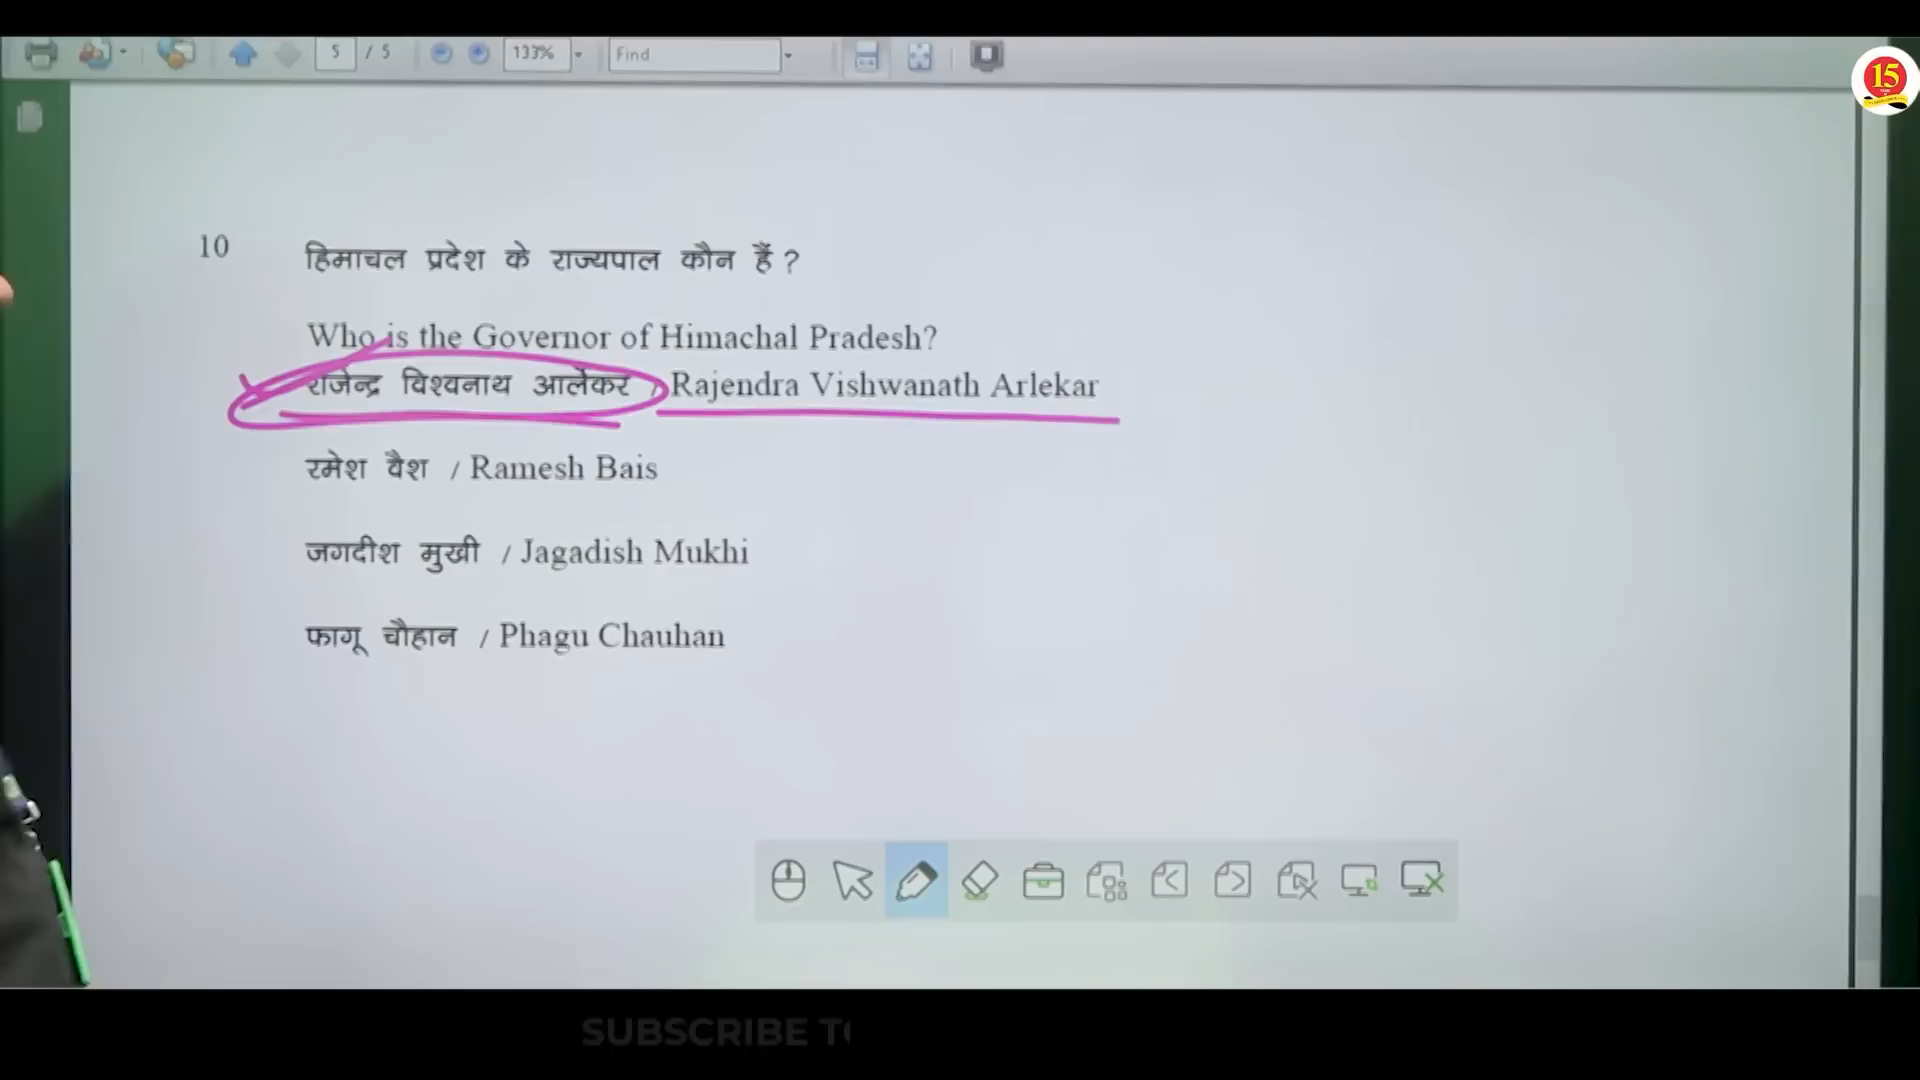 5 / 5 133% Find
15
10 हिमाचल प्रदेश के राज्यपाल कौन हैं ?
Who is the Governor of Himachal Pradesh?
राजेन्द्र विश्वनाथ आर्लेकर / Rajendra Vishwanath Arlekar
रमेश वैश / Ramesh Bais
जगदीश मुखी / Jagadish Mukhi
फागू चौहान / Phagu Chauhan
SUBSCRIBE TO